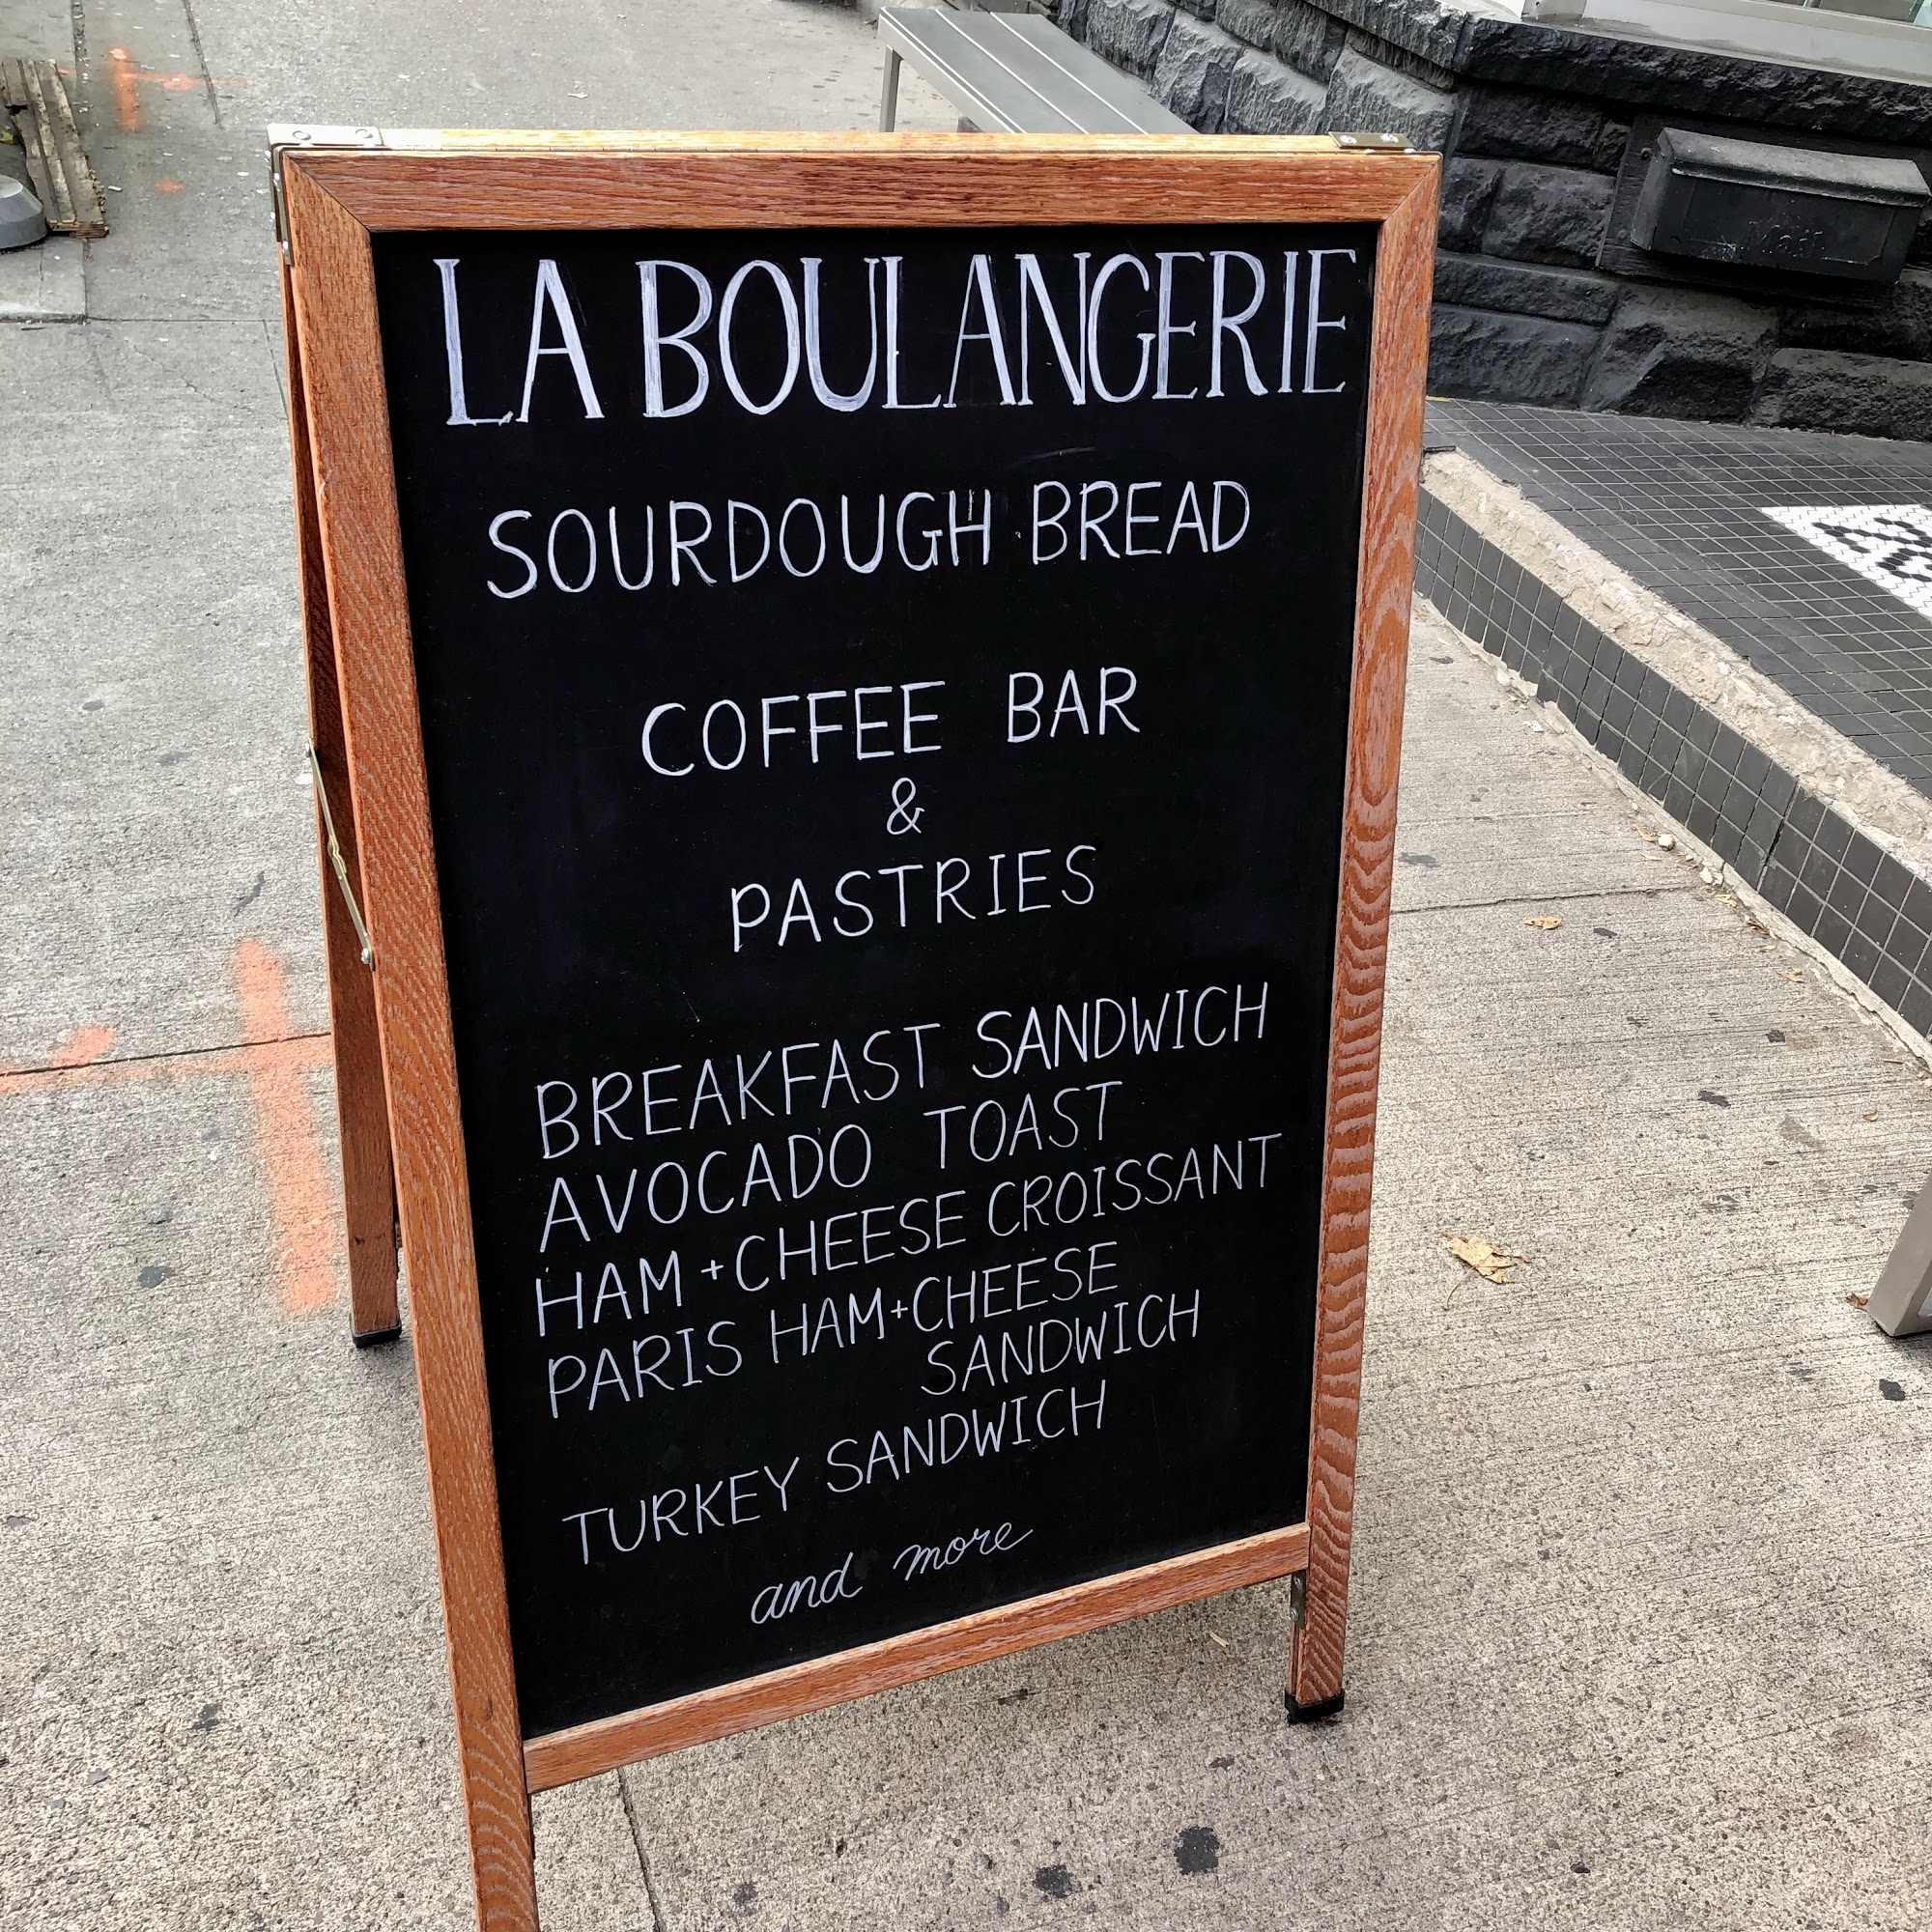 LA BOULANGERIE
SOURDOUGH BREAD
COFFEE BAR
&
PASTRIES
BREAKFAST SANDWICH
AVOCADO TOAST
HAM + CHEESE CROISSANT
PARIS HAM + CHEESE
SANDWICH
TURKEY SANDWICH
and more